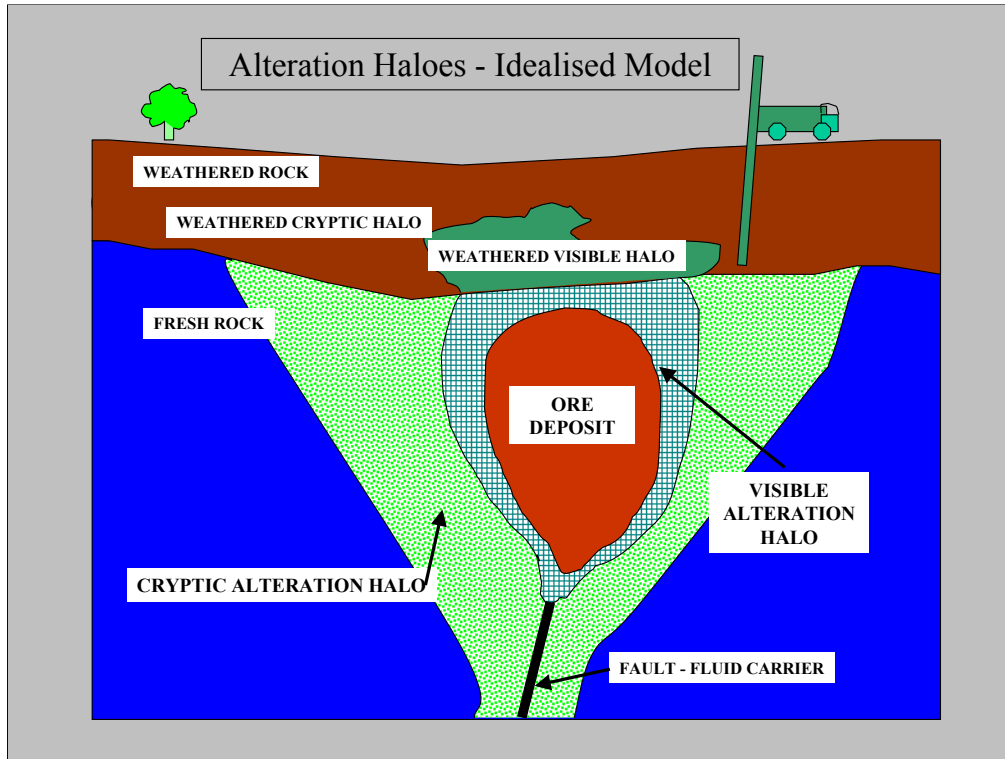 Alteration Haloes - Idealised Model
WEATHERED ROCK
WEATHERED CRYPTIC HALO
WEATHERED VISIBLE HALO
FRESH ROCK
ORE
DEPOSIT
VISIBLE
ALTERATION
HALO
CRYPTIC ALTERATION HALO
FAULT - FLUID CARRIER